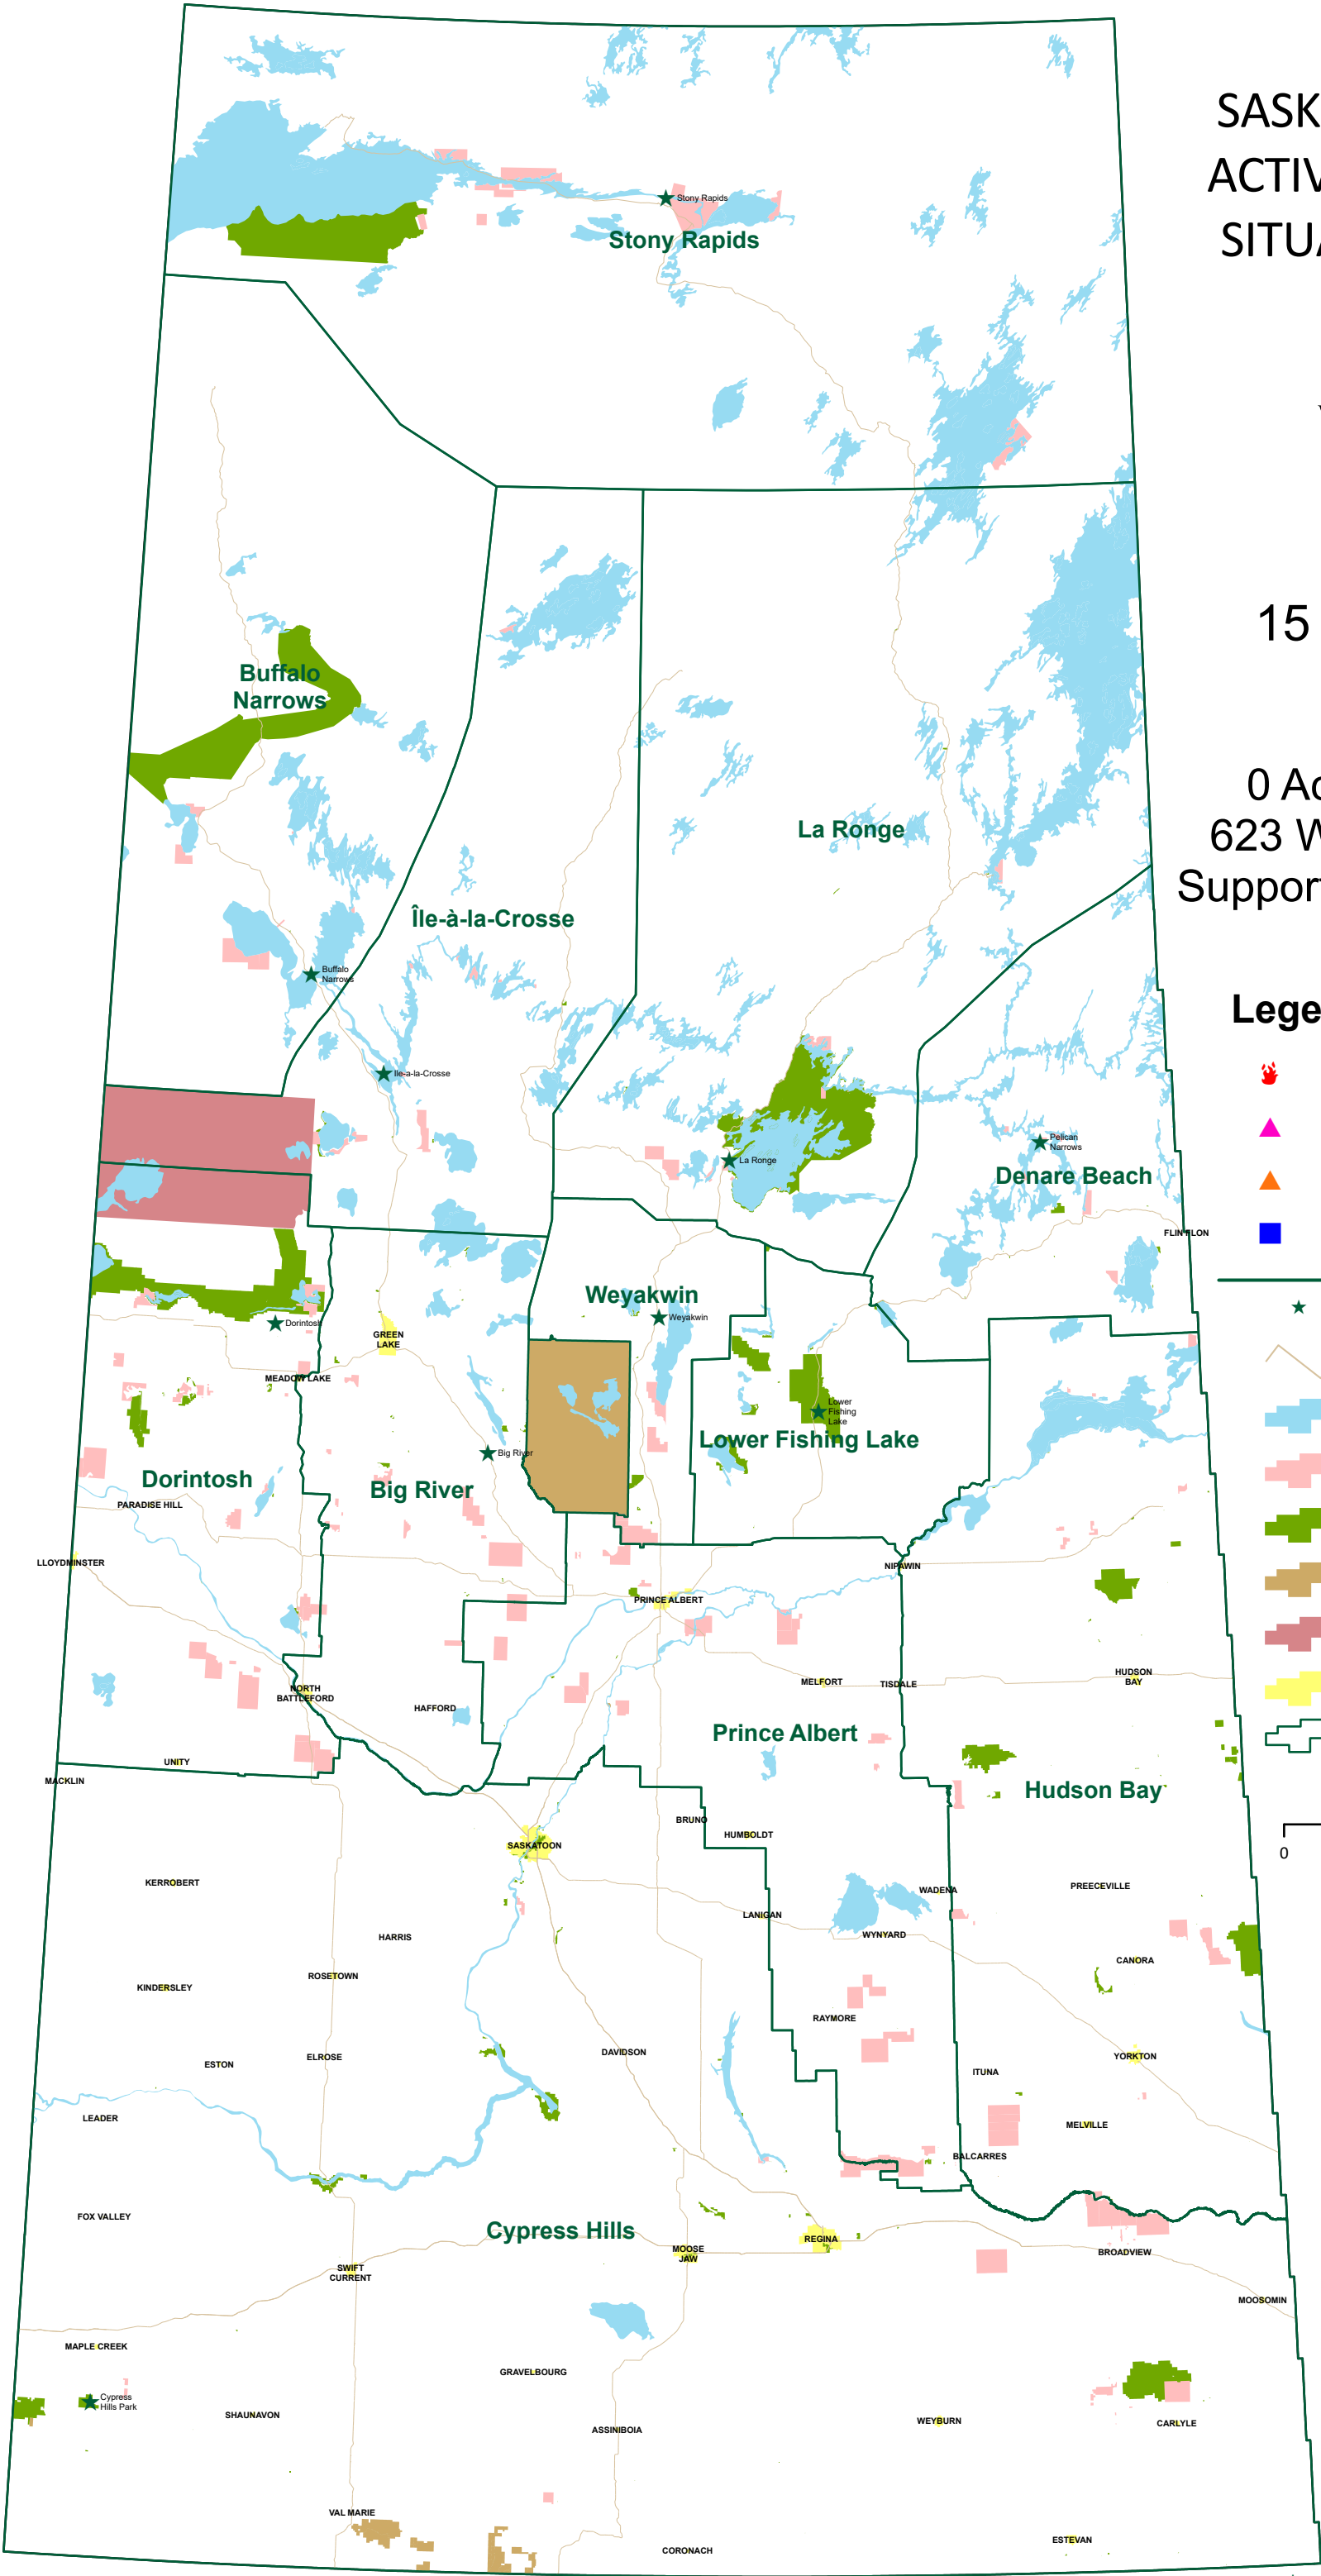 SASK
ACTIV
SITUA
15
0 Ac
623 W
Support
Lege
0
Stony Rapids
Stony Rapids
Buffalo
Narrows
La Ronge
Île-à-la-Crosse
Buffalo
Narrows
Ile-a-la-Crosse
Pelican
Narrows
La Ronge
Denare Beach
FLIN FLON
Weyakwin
Weyakwin
Dorintosh
GREEN
LAKE
MEADOW LAKE
Lower
Fishing
Lake
Lower Fishing Lake
Big River
Dorintosh
Big River
PARADISE HILL
LLOYDMINSTER
NIPAWIN
PRINCE ALBERT
HUDSON
BAY
MELFORT
TISDALE
NORTH
BATTLEFORD
HAFFORD
Prince Albert
UNITY
MACKLIN
Hudson Bay
BRUNO
HUMBOLDT
SASKATOON
KERROBERT
PREECEVILLE
WADENA
LANIGAN
WYNYARD
HARRIS
CANORA
ROSETOWN
KINDERSLEY
RAYMORE
DAVIDSON
YORKTON
ELROSE
ESTON
ITUNA
LEADER
MELVILLE
BALCARRES
FOX VALLEY
Cypress Hills
REGINA
MOOSE
JAW
BROADVIEW
SWIFT
CURRENT
MOOSOMIN
MAPLE CREEK
GRAVELBOURG
Cypress
Hills Park
SHAUNAVON
ASSINIBOIA
WEYBURN
CARLYLE
VAL MARIE
ESTEVAN
CORONACH